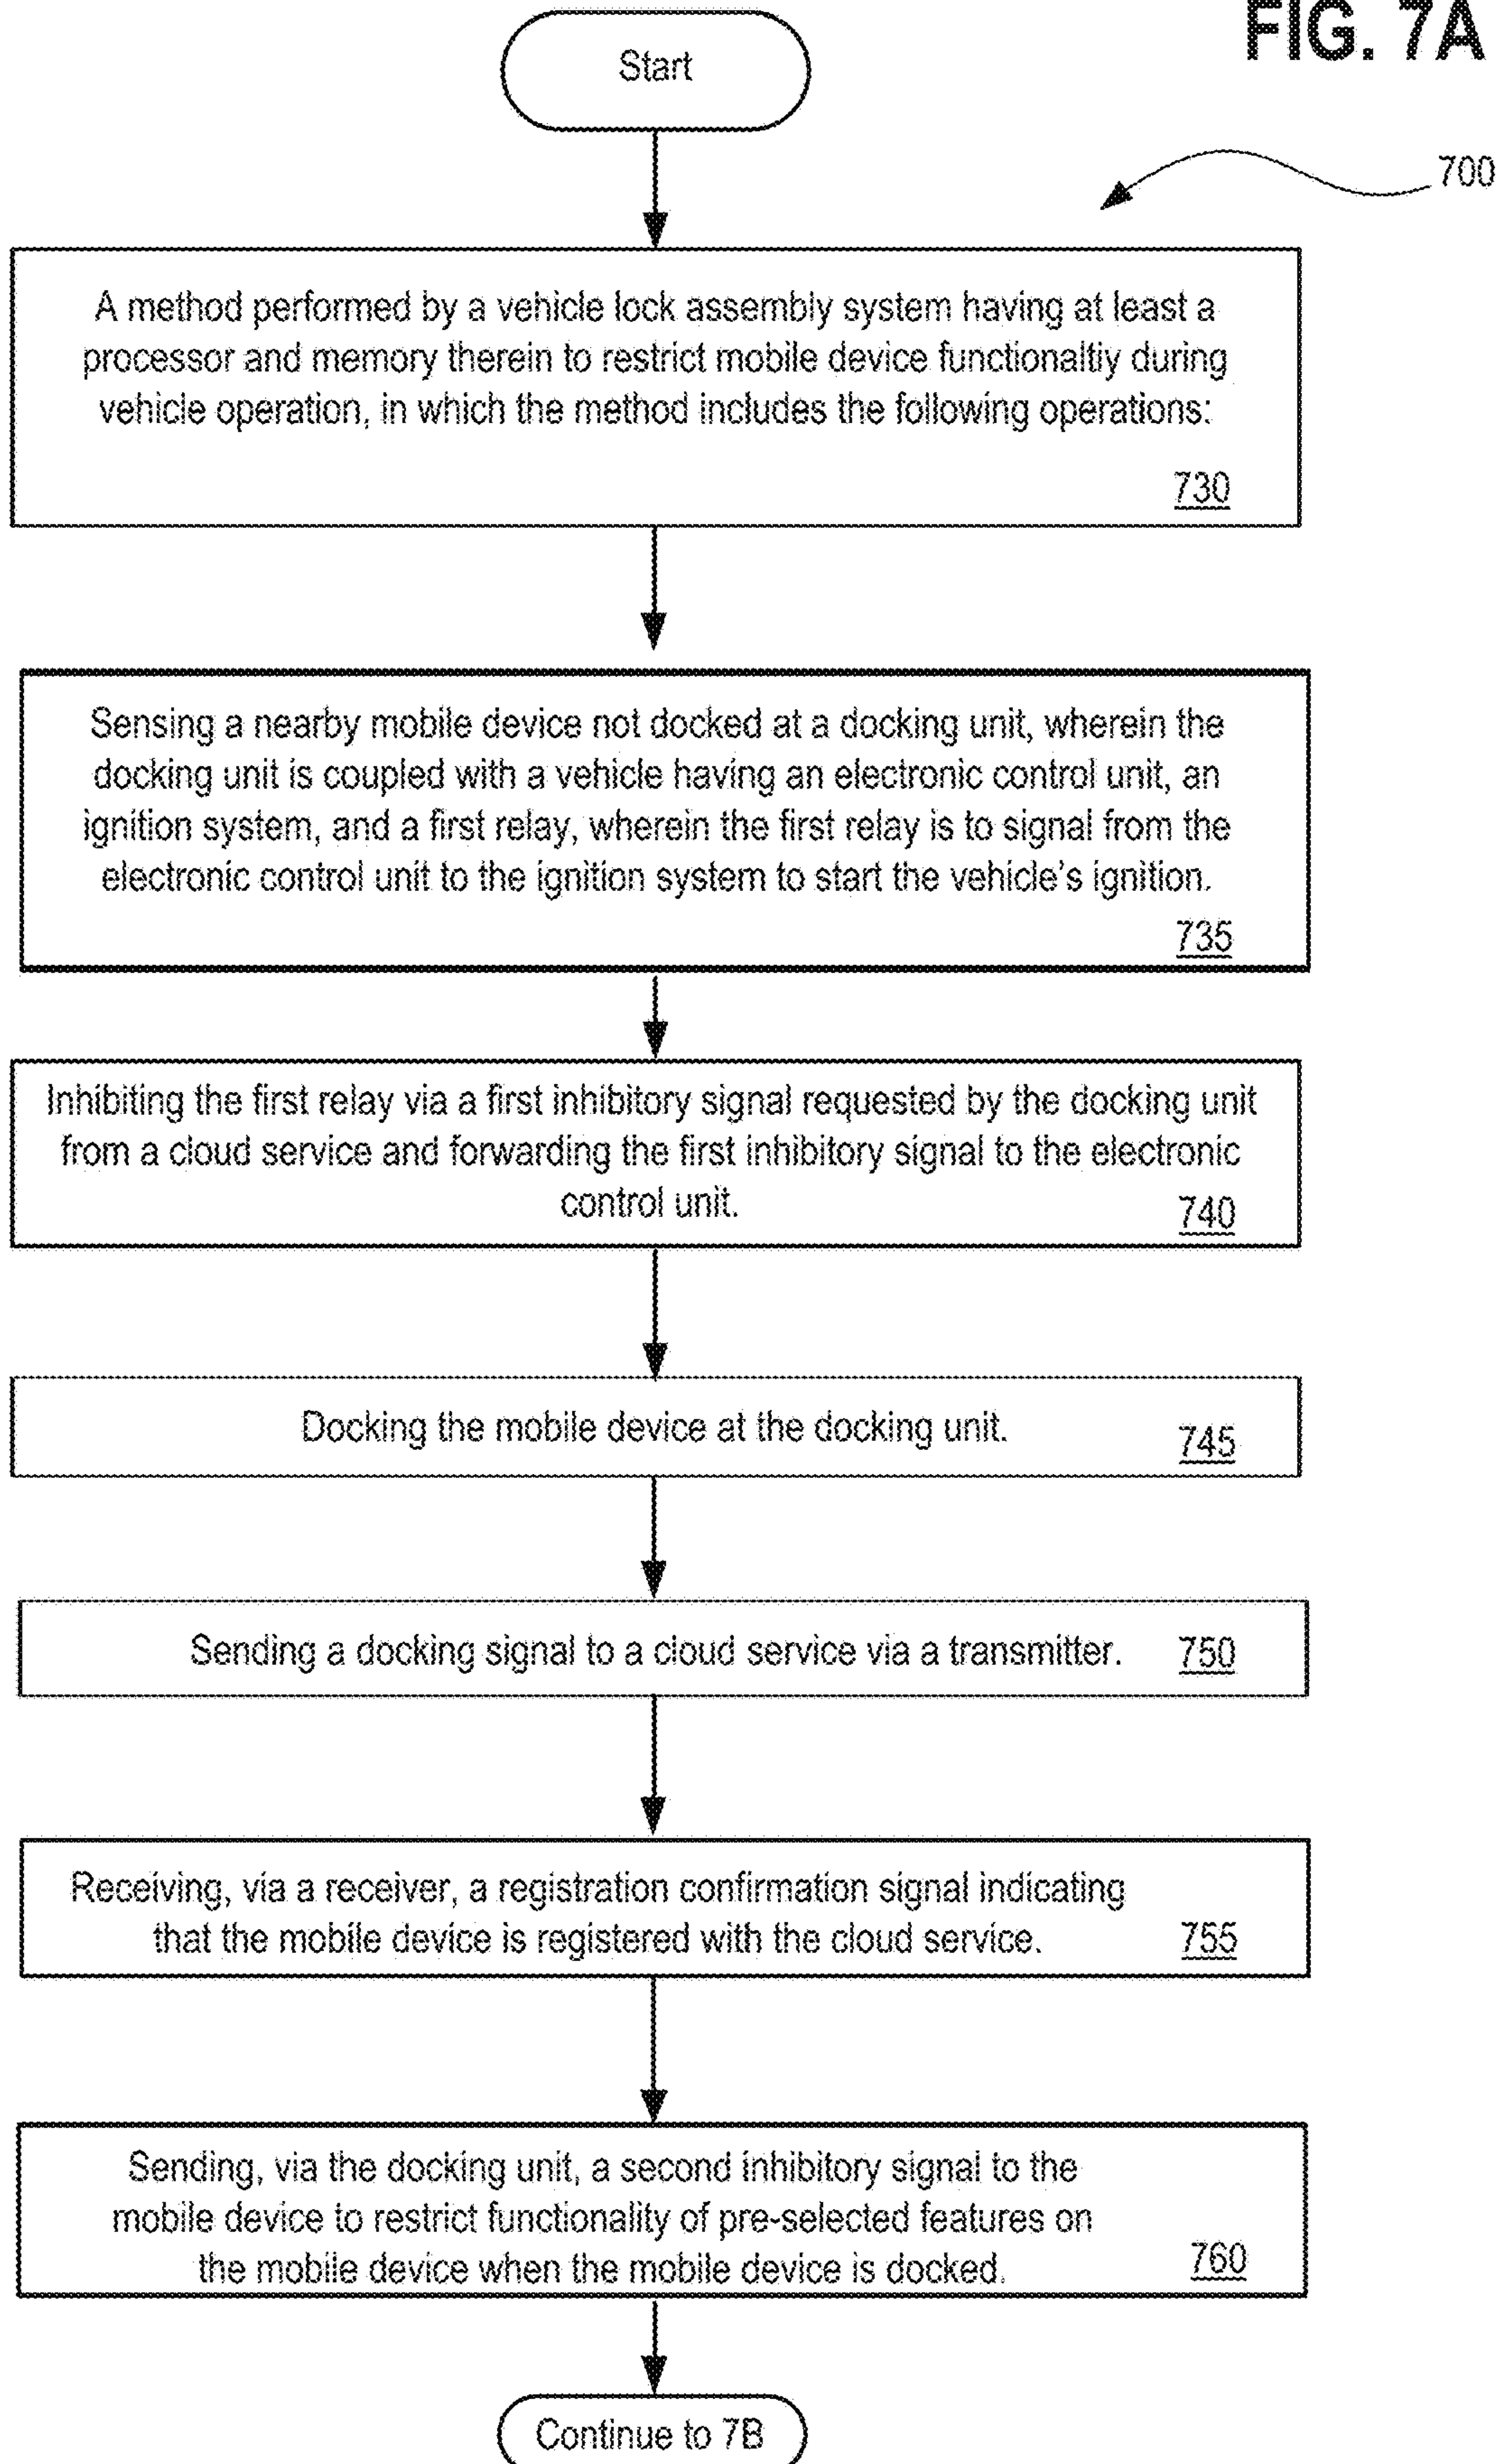 FIG. 7A
Start
700
A method performed by a vehicle lock assembly system having at least a
processor and memory therein to restrict mobile device functionaltiy during
vehicle operation, in which the method includes the following operations:
730
Sensing a nearby mobile device not docked at a docking unit, wherein the
docking unit is coupled with a vehicle having an electronic control unit, an
ignition system, and a first relay, wherein the first relay is to signal from the
electronic control unit to the ignition system to start the vehicle's ignition.
735
Inhibiting the first relay via a first inhibitory signal requested by the docking unit
from a cloud service and forwarding the first inhibitory signal to the electronic
control unit.
740
Docking the mobile device at the docking unit.
745
Sending a docking signal to a cloud service via a transmitter.
750
Receiving, via a receiver, a registration confirmation signal indicating
that the mobile device is registered with the cloud service.
755
Sending, via the docking unit, a second inhibitory signal to the
mobile device to restrict functionality of pre-selected features on
the mobile device when the mobile device is docked.
760
Continue to 7B